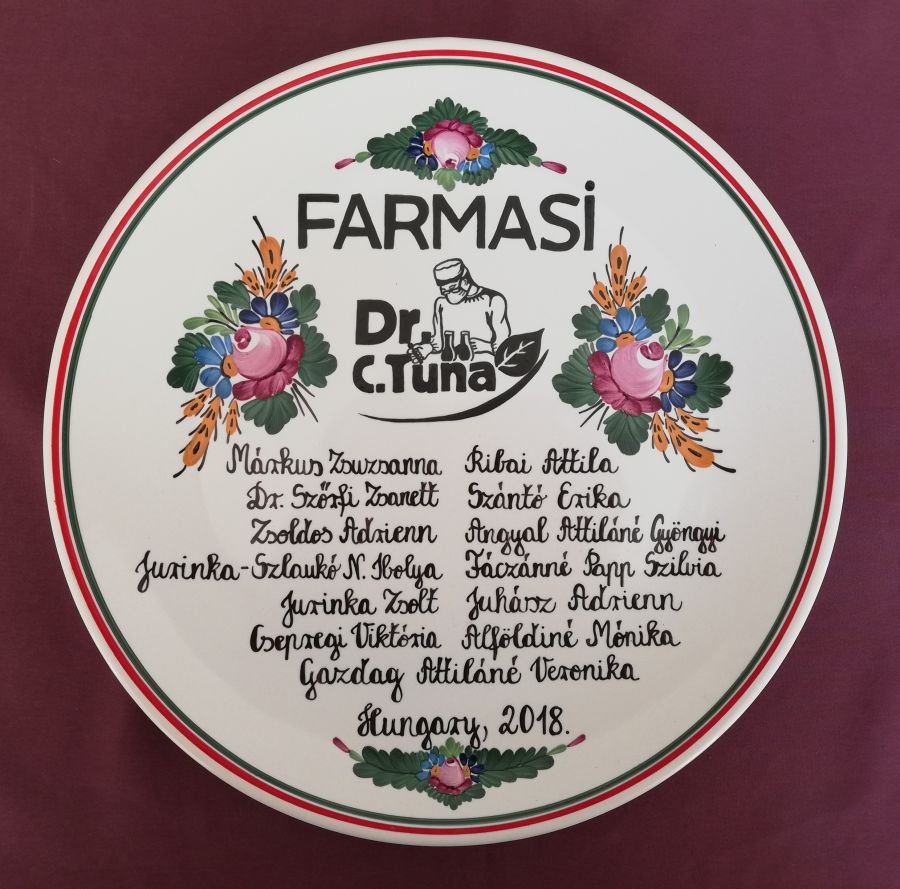 FARMASİ
Dr.
C.Tuna
Márkus Zsuzsanna Ribai Attila
Dr. Szőrfi Zsanett Szántó Erika
Zsoldos Adrienn Angyal Attiláné Gyöngyi
Jurinka-Szlaukó N. Ibolya Fáczánné Papp Szilvia
Jurinka Zsolt Juhász Adrienn
Csepregi Viktória Alföldiné Mónika
Gazdag Attiláné Veronika
Hungary, 2018.